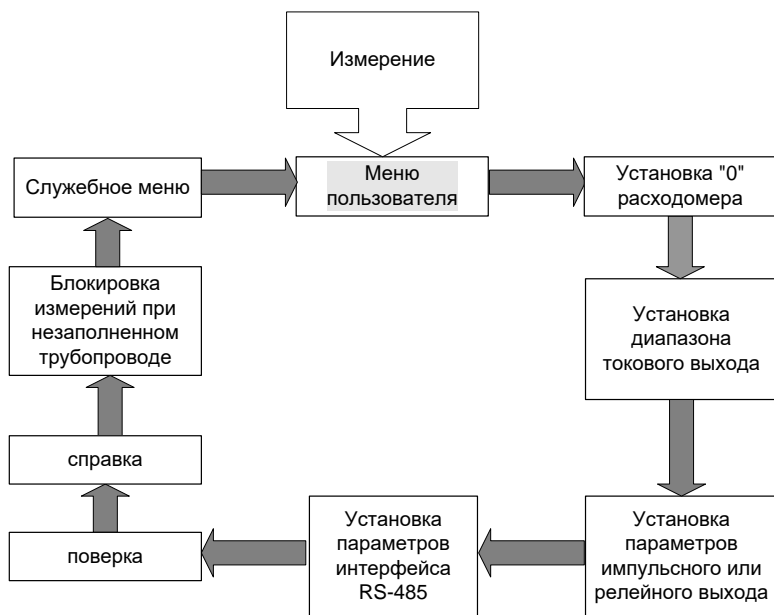 Измерение
Меню
пользователя
Установка "0"
расходомера
Установка
диапазона
токового выхода
Установка
параметров
импульсного или
релейного выхода
Установка
параметров
интерфейса
RS-485
поверка
справка
Блокировка
измерений при
незаполненном
трубопроводе
Служебное меню